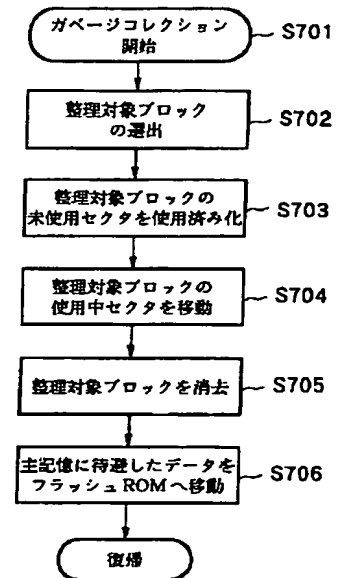 ガベージコレクション
開始
S701
整理対象ブロック
の選出
S702
整理対象ブロックの
未使用セクタを使用済み化
S703
整理対象ブロックの
使用中セクタを移動
S704
整理対象ブロックを消去
S705
主記憶に待避したデータを
フラッシュROMへ移動
S706
復帰